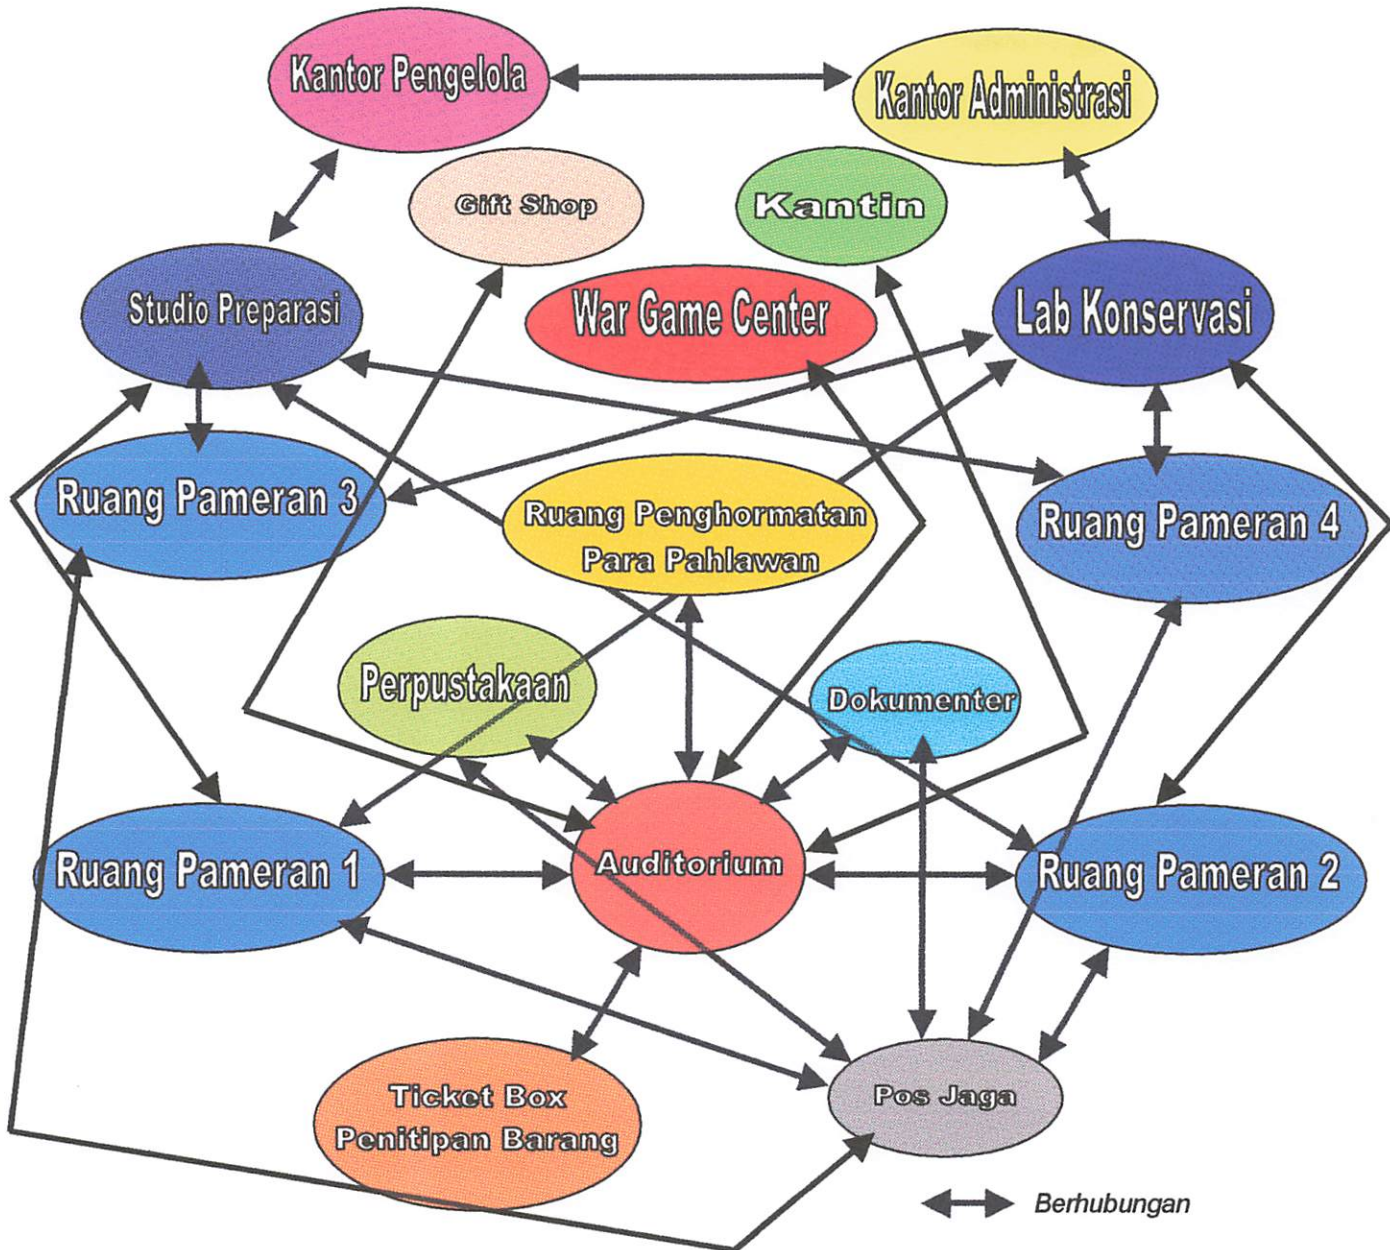 Kantor Pengelola
Kantor Administrasi
Gift Shop
Kantin
Studio Preparasi
War Game Center
Lab Konservasi
Ruang Pameran 3
Ruang Penghormatan
Para Pahlawan
Ruang Pameran 4
Perpustakaan
Dokumenter
Ruang Pameran 1
Auditorium
Ruang Pameran 2
Ticket Box
Penitipan Barang
Pos Jaga
Berhubungan